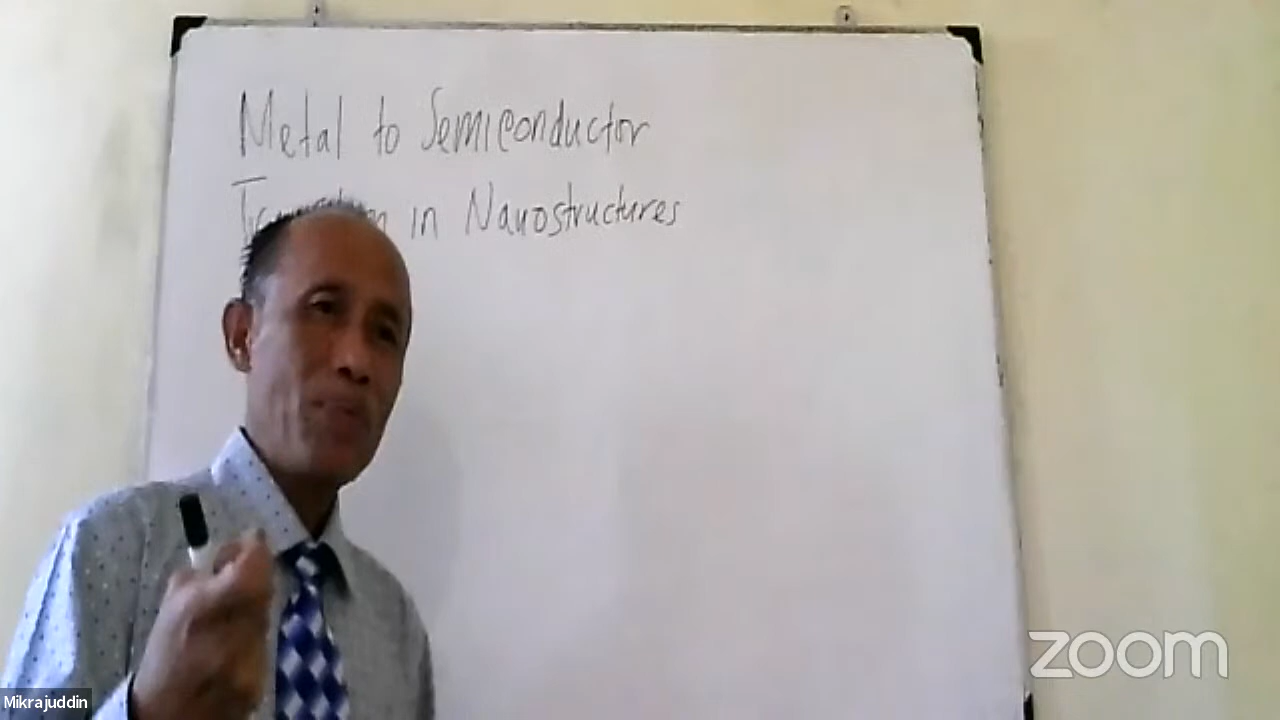 Metal to Semiconductor
in Nanostructures
zoom
Mikrajuddin